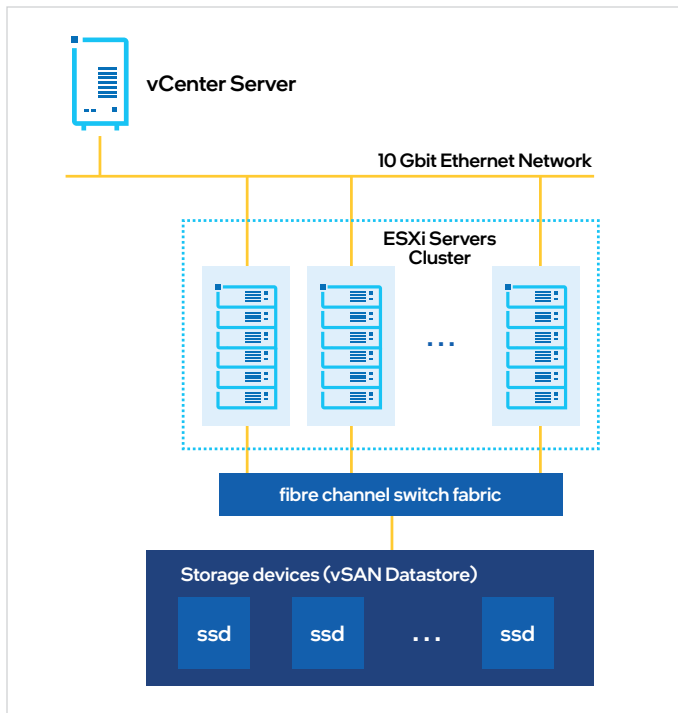 vCenter Server
10 Gbit Ethernet Network
ESXi Servers
Cluster
...
fibre channel switch fabric
Storage devices (vSAN Datastore)
ssd ssd ... ssd